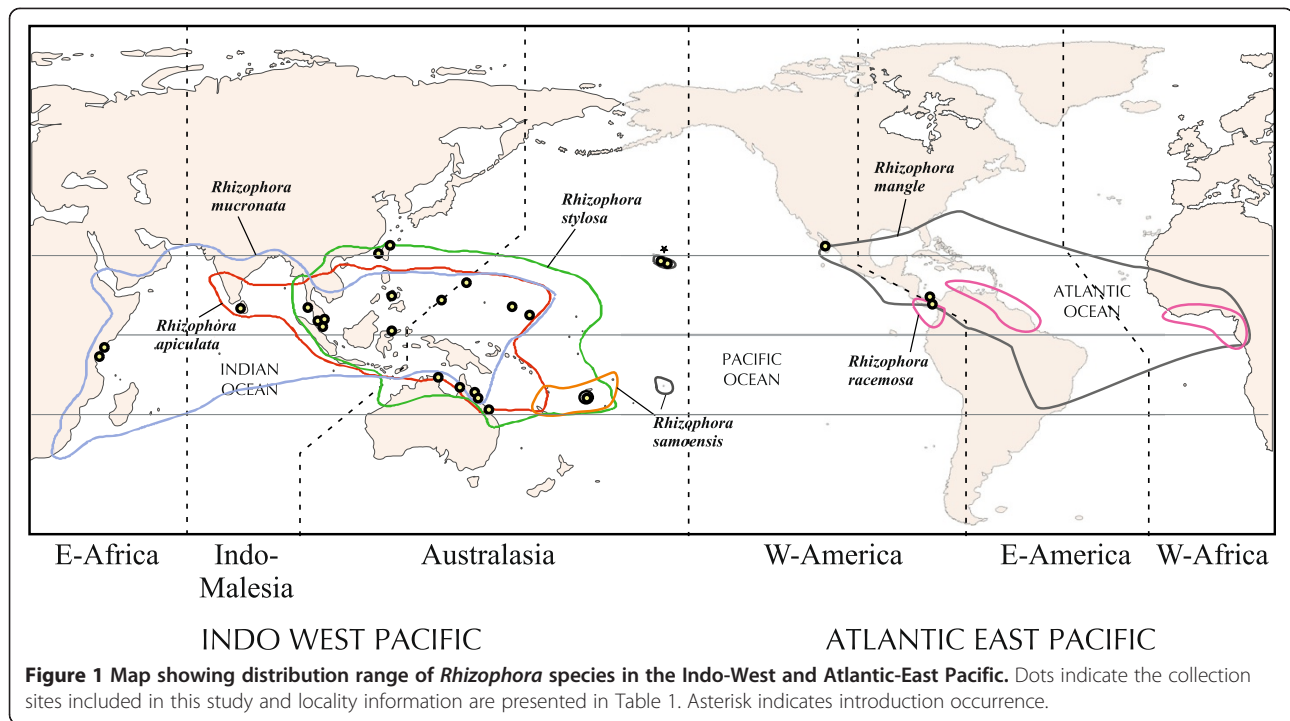 Rhizophora
mucronata
Rhizophora
stylosa
Rhizophora
mangle
Rhizophora
apiculata
INDIAN
OCEAN
PACIFIC
OCEAN
ATLANTIC
OCEAN
Rhizophora
racemosa
Rhizophora
samoensis
*
E-Africa
Indo-
Malesia
Australasia
W-America
E-America
W-Africa
INDO WEST PACIFIC
ATLANTIC EAST PACIFIC
Figure 1 Map showing distribution range of Rhizophora species in the Indo-West and Atlantic-East Pacific. Dots indicate the collection
sites included in this study and locality information are presented in Table 1. Asterisk indicates introduction occurrence.